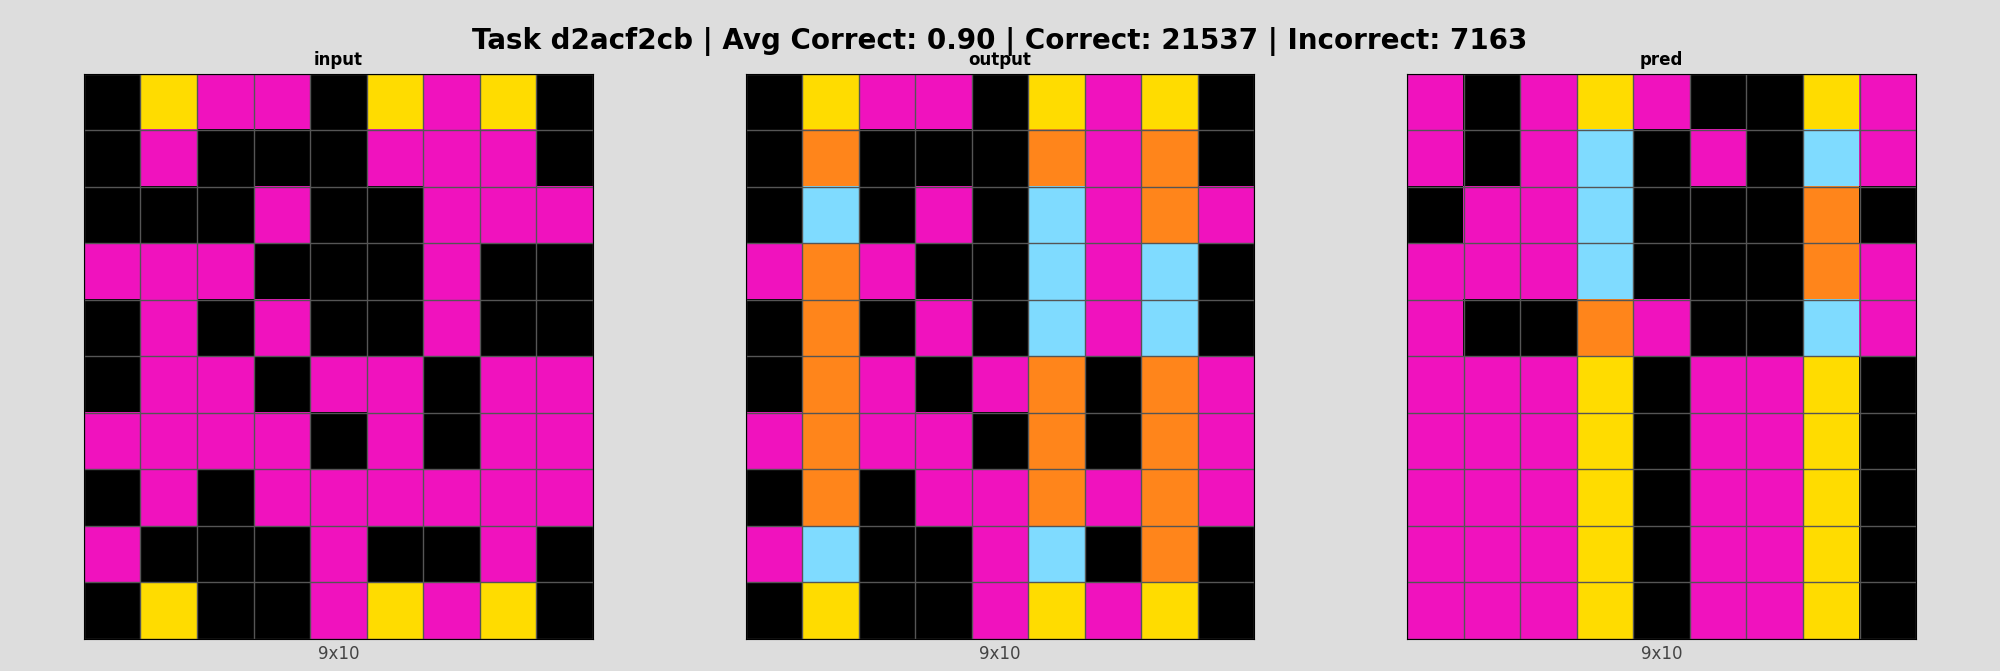 Task d2acf2cb | Avg Correct: 0.90 | Correct: 21537 | Incorrect: 7163
input
output
pred
9x10
9x10
9x10